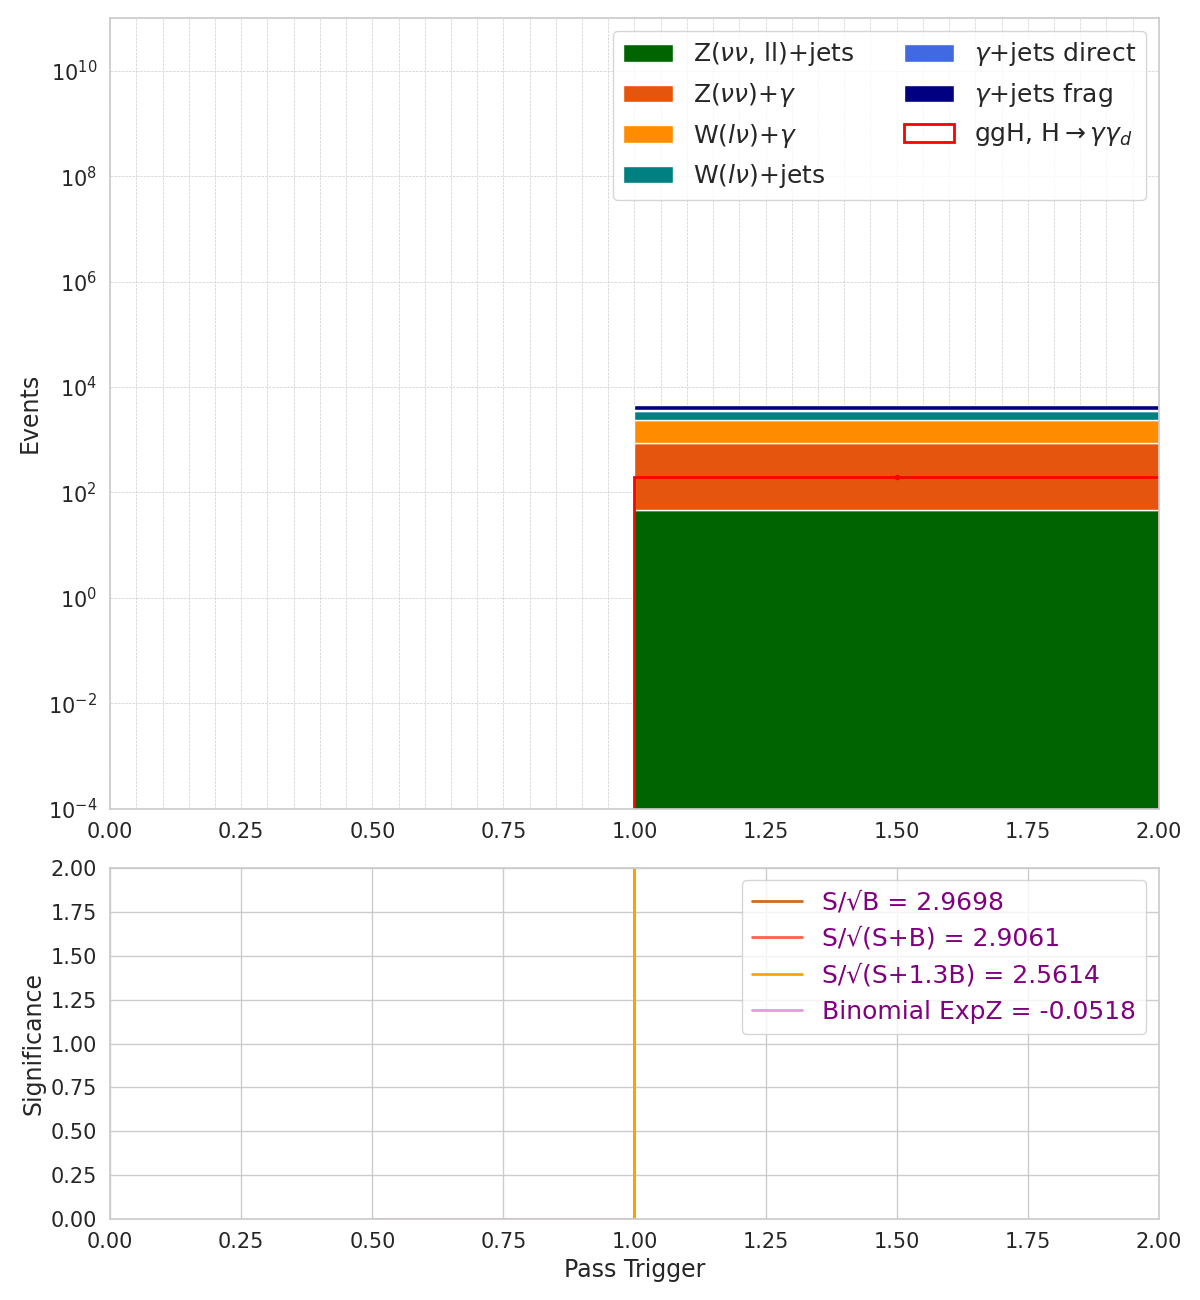 Z(νν, ll)+jets
Z(νν)+γ
W(lν)+γ
W(lν)+jets
γ+jets direct
γ+jets frag
ggH, H→γγ_d
10^10
10^8
10^6
10^4
10^2
10^0
10^−2
10^−4
Events
0.00 0.25 0.50 0.75 1.00 1.25 1.50 1.75 2.00
S/√B = 2.9698
S/√(S+B) = 2.9061
S/√(S+1.3B) = 2.5614
Binomial ExpZ = -0.0518
2.00
1.75
1.50
1.25
1.00
0.75
0.50
0.25
0.00
Significance
0.00 0.25 0.50 0.75 1.00 1.25 1.50 1.75 2.00
Pass Trigger